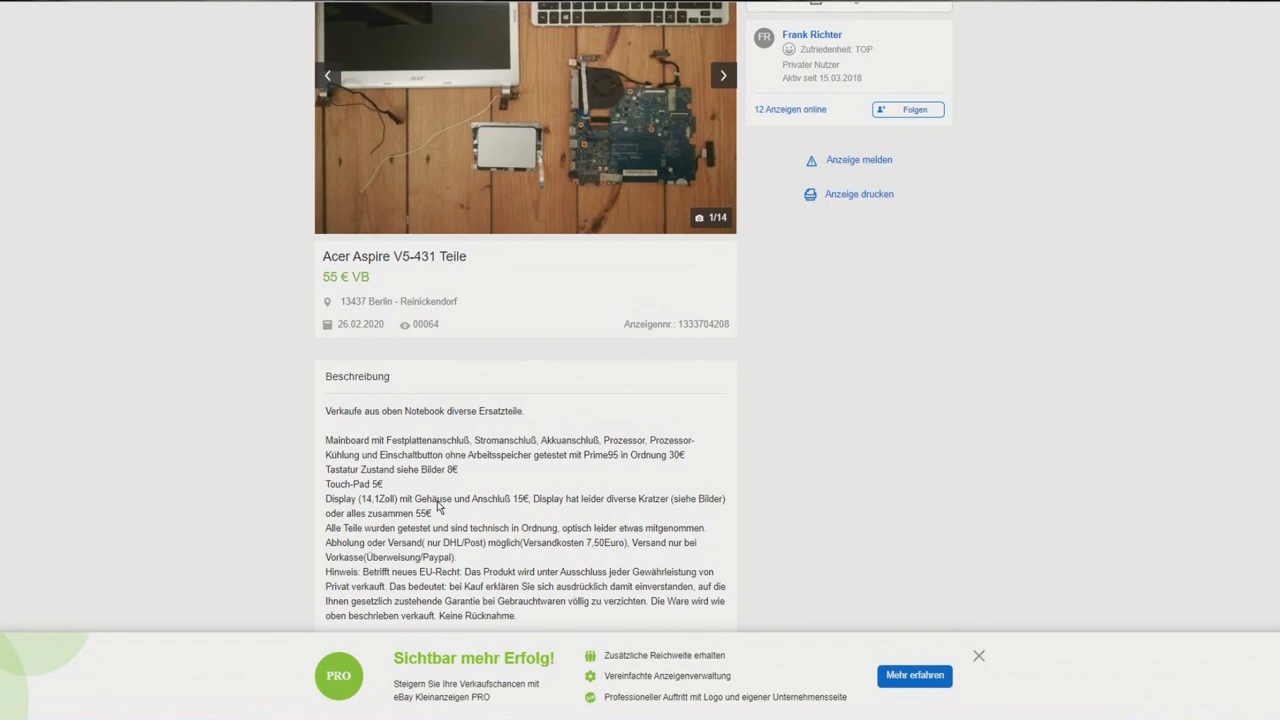 FR
Frank Richter
Zufriedenheit: TOP
Privater Nutzer
Aktiv seit 15.03.2018
12 Anzeigen online
Folgen
Anzeige melden
Anzeige drucken
acer
1/14
Acer Aspire V5-431 Teile
55 € VB
13437 Berlin - Reinickendorf
26.02.2020 00064 Anzeigennr.: 1333704208
Beschreibung
Verkaufe aus oben Notebook diverse Ersatzteile.
Mainboard mit Festplattenanschluß, Stromanschluß, Akkuanschluß, Prozessor, Prozessor-
Kühlung und Einschaltbutton ohne Arbeitsspeicher getestet mit Prime95 in Ordnung 30€
Tastatur Zustand siehe Bilder 8€
Touch-Pad 5€
Display (14,1Zoll) mit Gehäuse und Anschluß 15€, Display hat leider diverse Kratzer (siehe Bilder)
oder alles zusammen 55€
Alle Teile wurden getestet und sind technisch in Ordnung, optisch leider etwas mitgenommen.
Abholung oder Versand( nur DHL/Post) möglich(Versandkosten 7,50Euro), Versand nur bei
Vorkasse(Überweisung/Paypal).
Hinweis: Betrifft neues EU-Recht: Das Produkt wird unter Ausschluss jeder Gewährleistung von
Privat verkauft. Das bedeutet: bei Kauf erklären Sie sich ausdrücklich damit einverstanden, auf die
Ihnen gesetzlich zustehende Garantie bei Gebrauchtwaren völlig zu verzichten. Die Ware wird wie
oben beschrieben verkauft. Keine Rücknahme.
PRO
Sichtbar mehr Erfolg!
Steigern Sie Ihre Verkaufschancen mit
eBay Kleinanzeigen PRO
Zusätzliche Reichweite erhalten
Vereinfachte Anzeigenverwaltung
Professioneller Auftritt mit Logo und eigener Unternehmensseite
Mehr erfahren